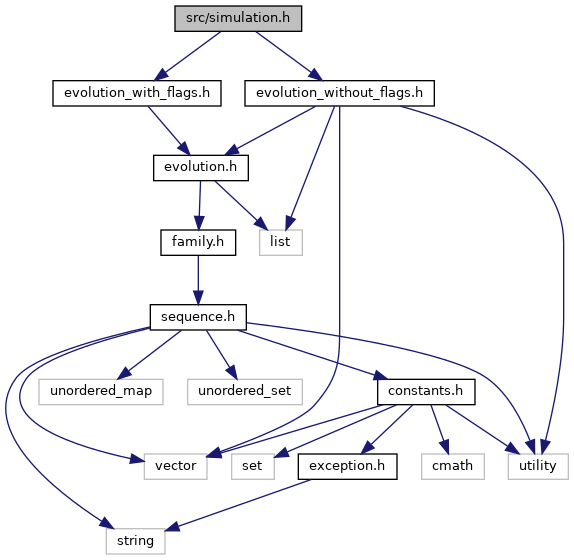 src/simulation.h
evolution_with_flags.h
evolution_without_flags.h
evolution.h
family.h
list
sequence.h
unordered_map
unordered_set
constants.h
vector
set
exception.h
cmath
utility
string